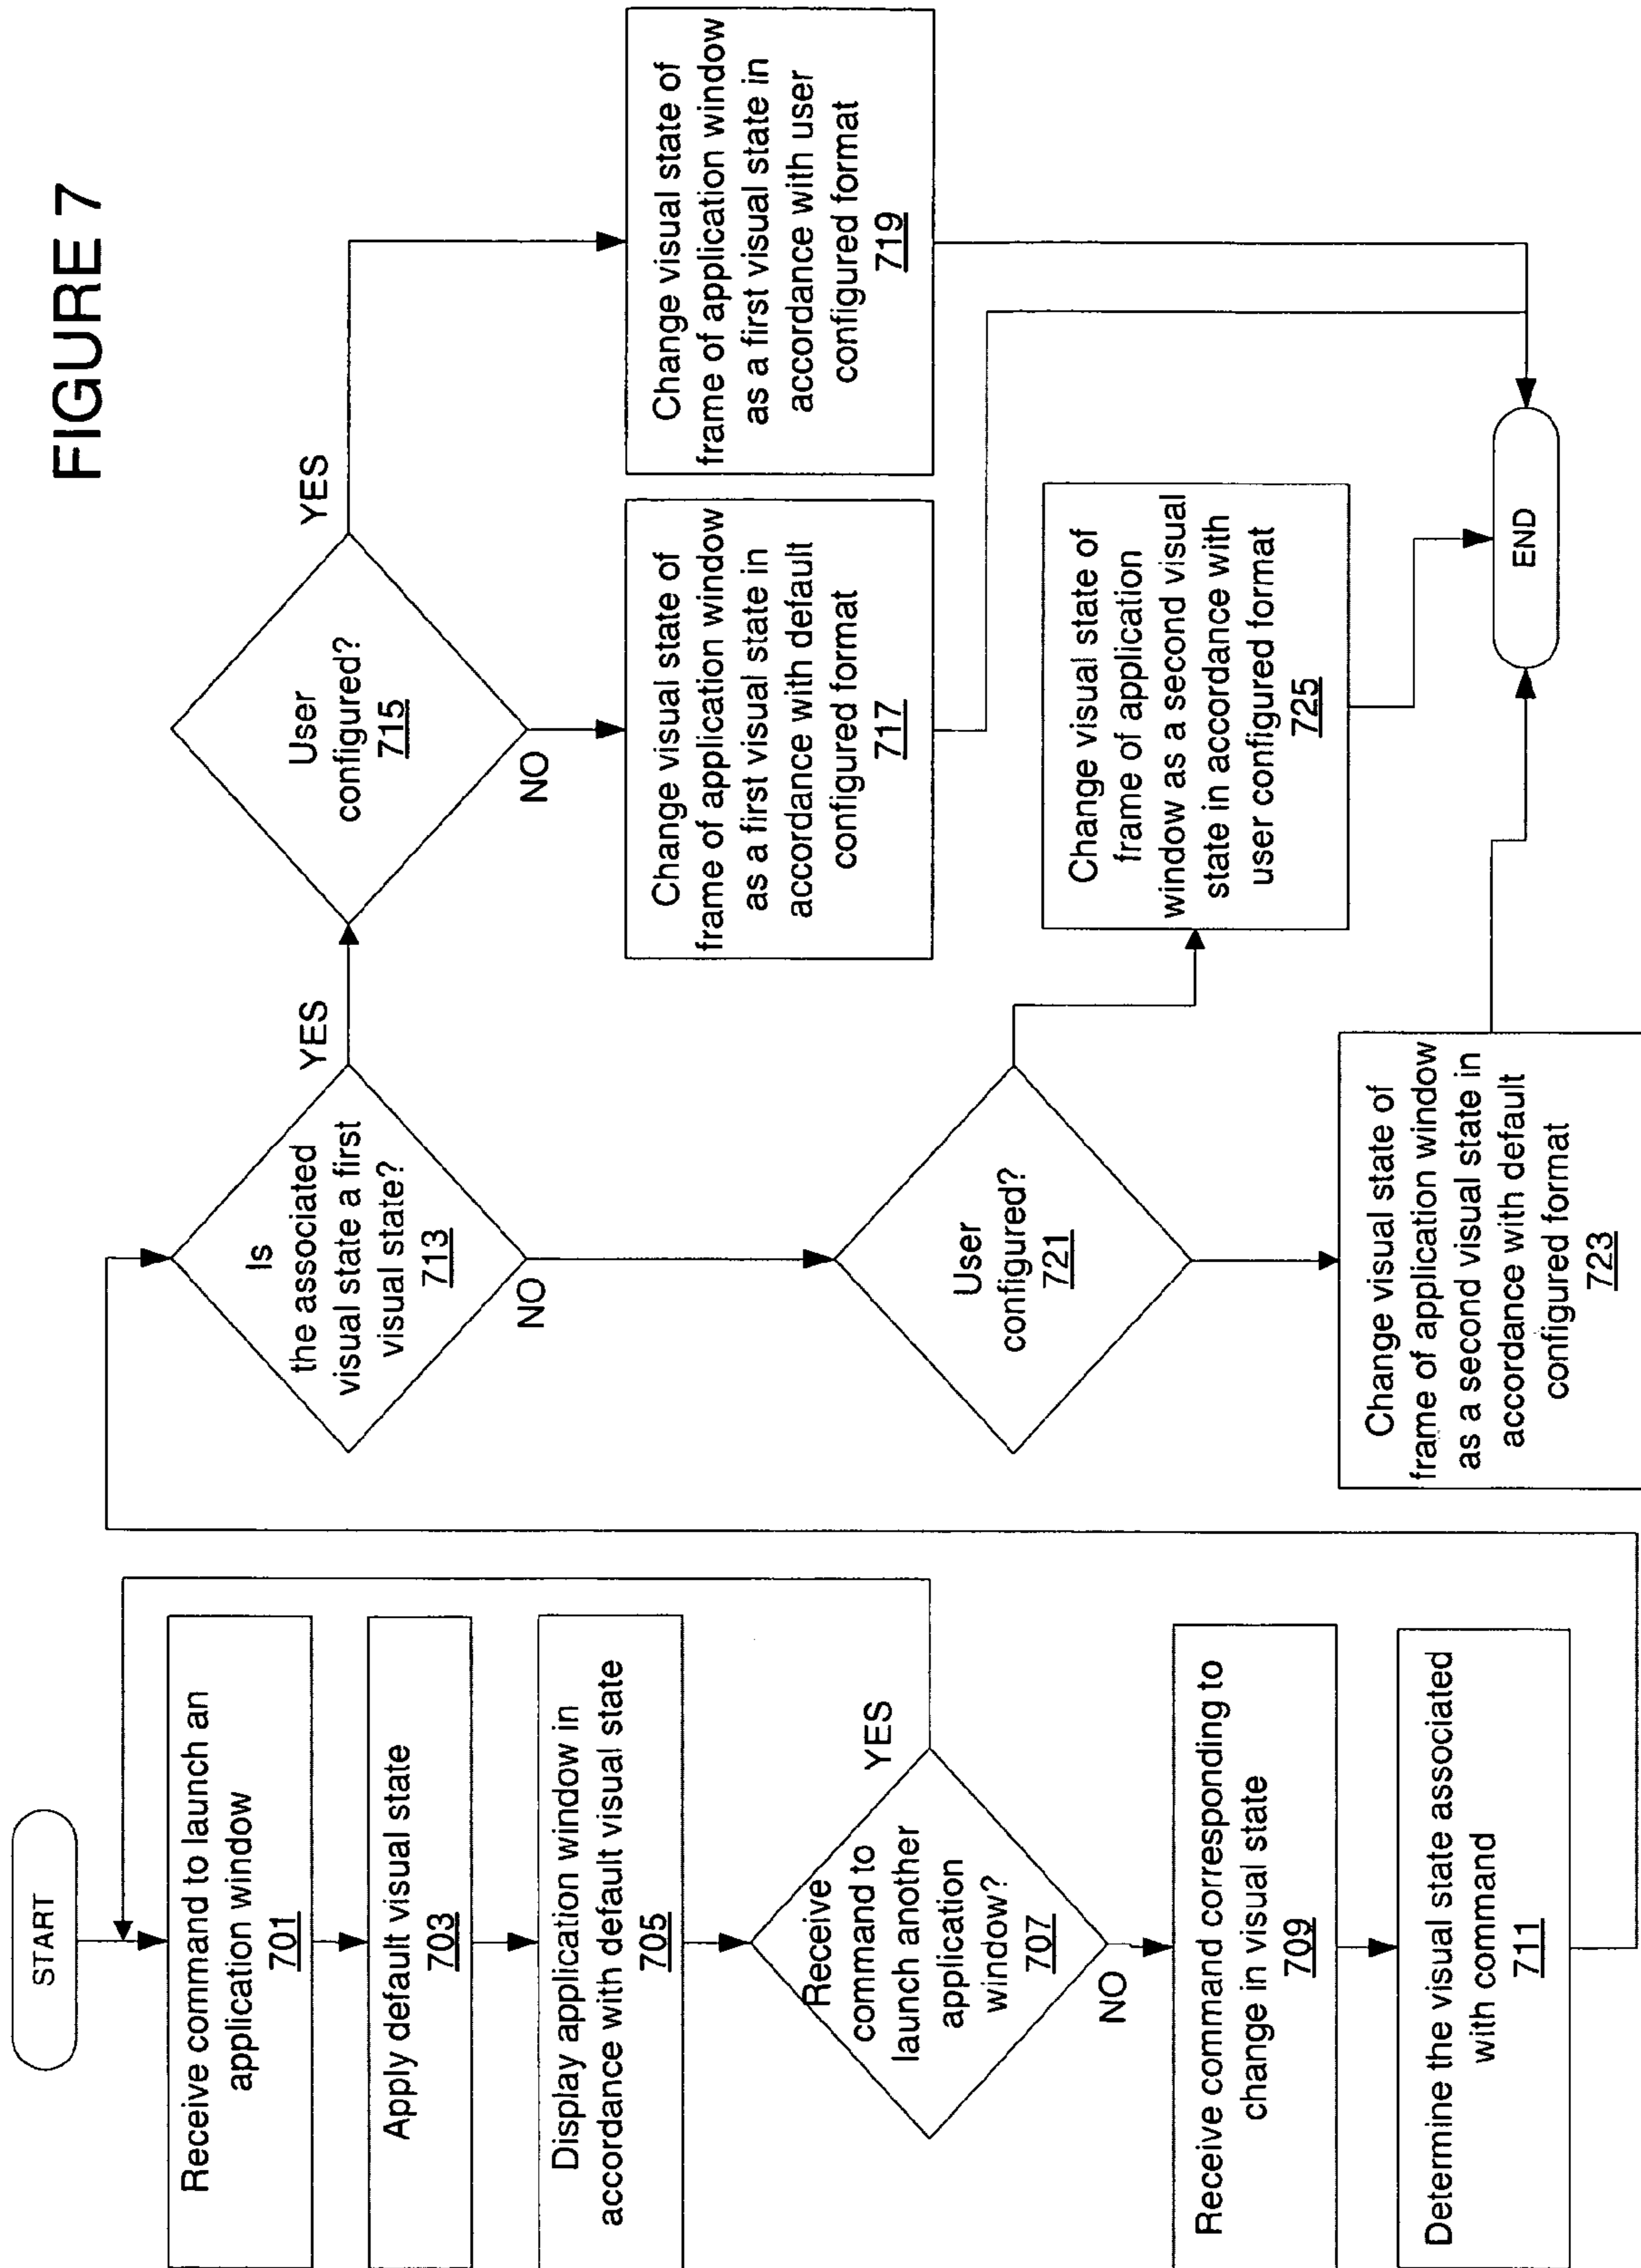 FIGURE 7
START
Receive command to launch an
application window
701
Apply default visual state
703
Display application window in
accordance with default visual state
705
Receive
command to
launch another
application
window?
707
YES
NO
Receive command corresponding to
change in visual state
709
Determine the visual state associated
with command
711
Is
the associated
visual state a first
visual state?
713
YES
NO
User
configured?
715
YES
NO
Change visual state of
frame of application window
as a first visual state in
accordance with default
configured format
717
Change visual state of
frame of application window
as a first visual state in
accordance with user
configured format
719
User
configured?
721
Change visual state of
frame of application window
as a second visual state in
accordance with default
configured format
723
Change visual state of
frame of application
window as a second visual
state in accordance with
user configured format
725
END